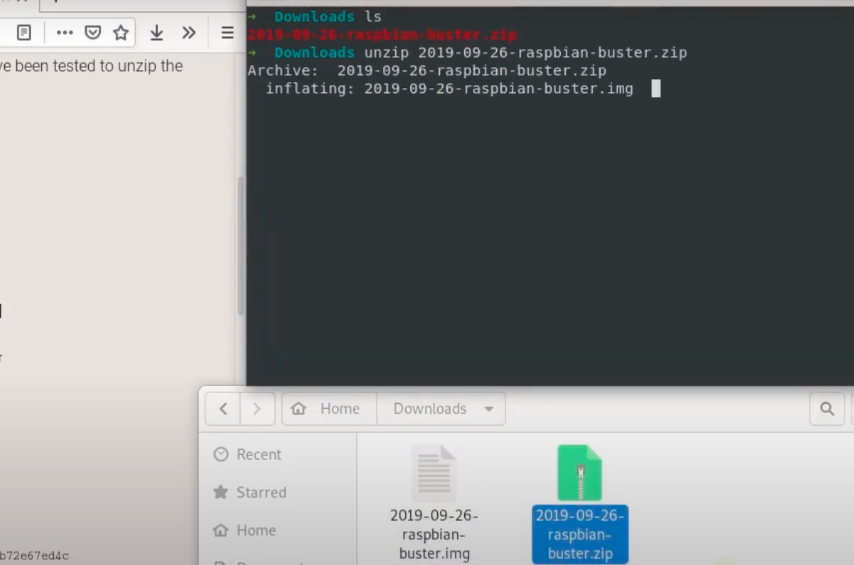 ve been tested to unzip the
b72e67ed4c
→ Downloads ls
2019-09-26-raspbian-buster.zip
→ Downloads unzip 2019-09-26-raspbian-buster.zip
Archive:  2019-09-26-raspbian-buster.zip
  inflating: 2019-09-26-raspbian-buster.img
Home
Downloads
Recent
Starred
Home
2019-09-26-
raspbian-
buster.img
2019-09-26-
raspbian-
buster.zip